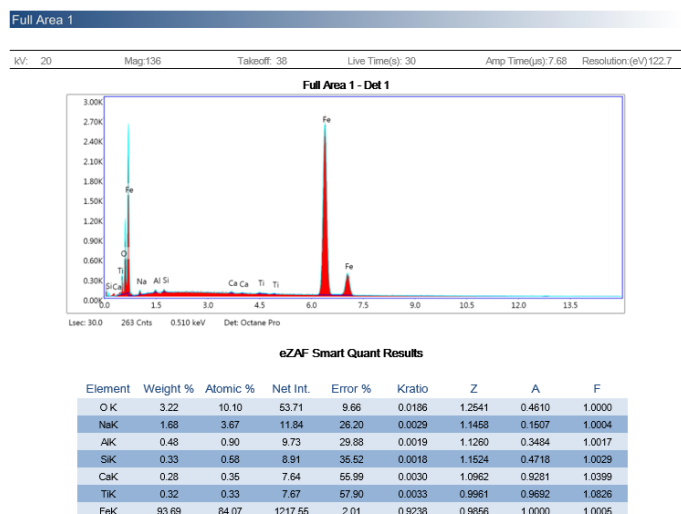 Full Area 1
kV: 20 Mag:136 Takeoff: 38 Live Time(s): 30 Amp Time(µs):7.68 Resolution:(eV)122.7
Full Area 1 - Det 1
3.00K
2.70K
2.40K
2.10K
1.80K
1.50K
1.20K
0.90K
0.60K
0.30K
0.00K
Fe
Fe
O
Ti
Si Ca
Na
Al Si
Ca Ca
Ti Ti
Fe
0.0 1.5 3.0 4.5 6.0 7.5 9.0 10.5 12.0 13.5
Lsec: 30.0 263 Cnts 0.510 keV Det: Octane Pro
eZAF Smart Quant Results
Element Weight % Atomic % Net Int. Error % Kratio Z A F
O K 3.22 10.10 53.71 9.66 0.0186 1.2541 0.4610 1.0000
NaK 1.68 3.67 11.84 26.20 0.0029 1.1458 0.1507 1.0004
AlK 0.48 0.90 9.73 29.88 0.0019 1.1260 0.3484 1.0017
SiK 0.33 0.58 8.91 35.52 0.0018 1.1524 0.4718 1.0029
CaK 0.28 0.35 7.64 55.99 0.0030 1.0962 0.9281 1.0399
TiK 0.32 0.33 7.67 57.90 0.0033 0.9961 0.9692 1.0826
FeK 93.69 84.07 1217.55 2.01 0.9238 0.9856 1.0000 1.0005